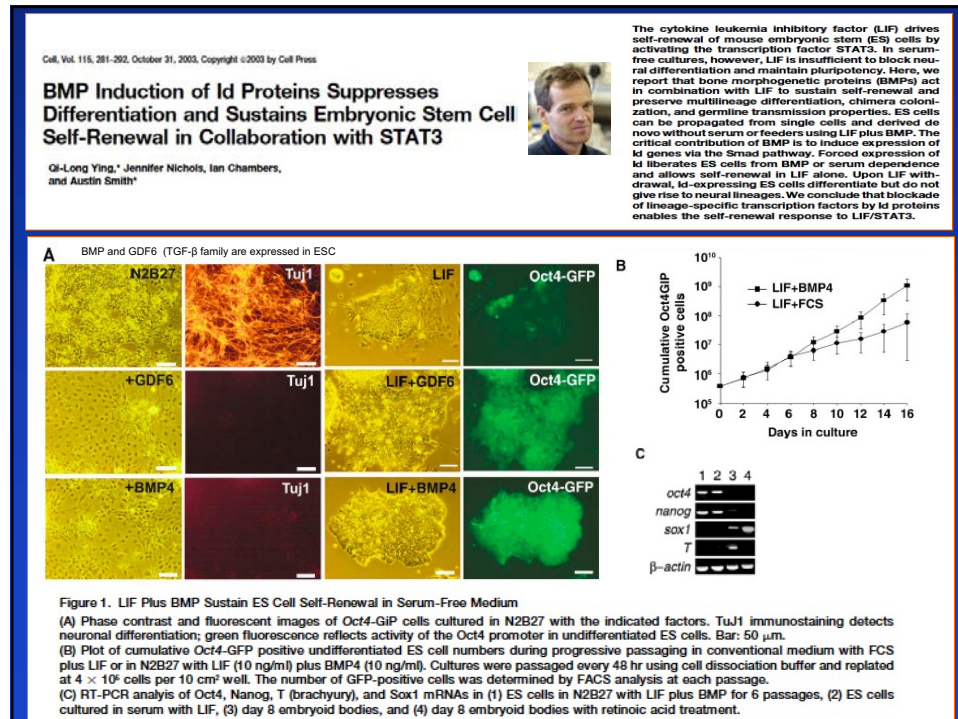 Cell, Vol. 115, 281–292, October 31, 2003, Copyright ©2003 by Cell Press
BMP Induction of Id Proteins Suppresses
Differentiation and Sustains Embryonic Stem Cell
Self-Renewal in Collaboration with STAT3
Qi-Long Ying,* Jennifer Nichols, Ian Chambers,
and Austin Smith*
The cytokine leukemia inhibitory factor (LIF) drives
self-renewal of mouse embryonic stem (ES) cells by
activating the transcription factor STAT3. In serum-
free cultures, however, LIF is insufficient to block neu-
ral differentiation and maintain pluripotency. Here, we
report that bone morphogenetic proteins (BMPs) act
in combination with LIF to sustain self-renewal and
preserve multilineage differentiation, chimera coloni-
zation, and germline transmission properties. ES cells
can be propagated from single cells and derived de
novo without serum or feeders using LIF plus BMP. The
critical contribution of BMP is to induce expression of
Id genes via the Smad pathway. Forced expression of
Id liberates ES cells from BMP or serum dependence
and allows self-renewal in LIF alone. Upon LIF with-
drawal, Id-expressing ES cells differentiate but do not
give rise to neural lineages. We conclude that blockade
of lineage-specific transcription factors by Id proteins
enables the self-renewal response to LIF/STAT3.
A BMP and GDF6 (TGF-β family are expressed in ESC
N2B27 Tuj1 LIF Oct4-GFP
+GDF6 Tuj1 LIF+GDF6 Oct4-GFP
+BMP4 Tuj1 LIF+BMP4 Oct4-GFP
B
Cumulative Oct4GiP
positive cells
10¹⁰
10⁹
10⁸
10⁷
10⁶
10⁵
LIF+BMP4
LIF+FCS
0 2 4 6 8 10 12 14 16
Days in culture
C
1 2 3 4
oct4
nanog
sox1
T
β–actin
Figure 1. LIF Plus BMP Sustain ES Cell Self-Renewal in Serum-Free Medium
(A) Phase contrast and fluorescent images of Oct4-GiP cells cultured in N2B27 with the indicated factors. TuJ1 immunostaining detects
neuronal differentiation; green fluorescence reflects activity of the Oct4 promoter in undifferentiated ES cells. Bar: 50 μm.
(B) Plot of cumulative Oct4-GFP positive undifferentiated ES cell numbers during progressive passaging in conventional medium with FCS
plus LIF or in N2B27 with LIF (10 ng/ml) plus BMP4 (10 ng/ml). Cultures were passaged every 48 hr using cell dissociation buffer and replated
at 4 × 10⁵ cells per 10 cm² well. The number of GFP-positive cells was determined by FACS analysis at each passage.
(C) RT-PCR analyis of Oct4, Nanog, T (brachyury), and Sox1 mRNAs in (1) ES cells in N2B27 with LIF plus BMP for 6 passages, (2) ES cells
cultured in serum with LIF, (3) day 8 embryoid bodies, and (4) day 8 embryoid bodies with retinoic acid treatment.